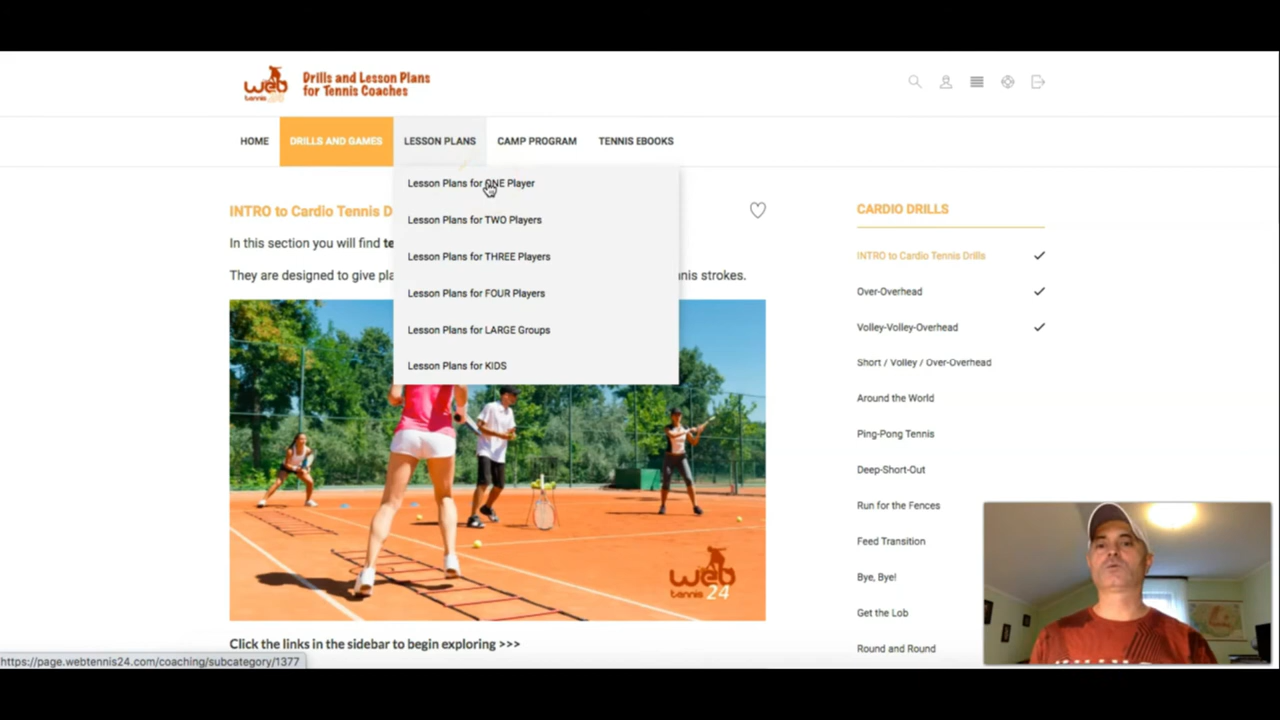 web
tennis
Drills and Lesson Plans
for Tennis Coaches
HOME
DRILLS AND GAMES
LESSON PLANS
CAMP PROGRAM
TENNIS EBOOKS
Lesson Plans for ONE Player
Lesson Plans for TWO Players
Lesson Plans for THREE Players
Lesson Plans for FOUR Players
Lesson Plans for LARGE Groups
Lesson Plans for KIDS
INTRO to Cardio Tennis D
In this section you will find te
They are designed to give pla
nnis strokes.
web
tennis 24
Click the links in the sidebar to begin exploring >>>
CARDIO DRILLS
INTRO to Cardio Tennis Drills
Over-Overhead
Volley-Volley-Overhead
Short / Volley / Over-Overhead
Around the World
Ping-Pong Tennis
Deep-Short-Out
Run for the Fences
Feed Transition
Bye, Bye!
Get the Lob
Round and Round
https://page.webtennis24.com/coaching/subcategory/1377